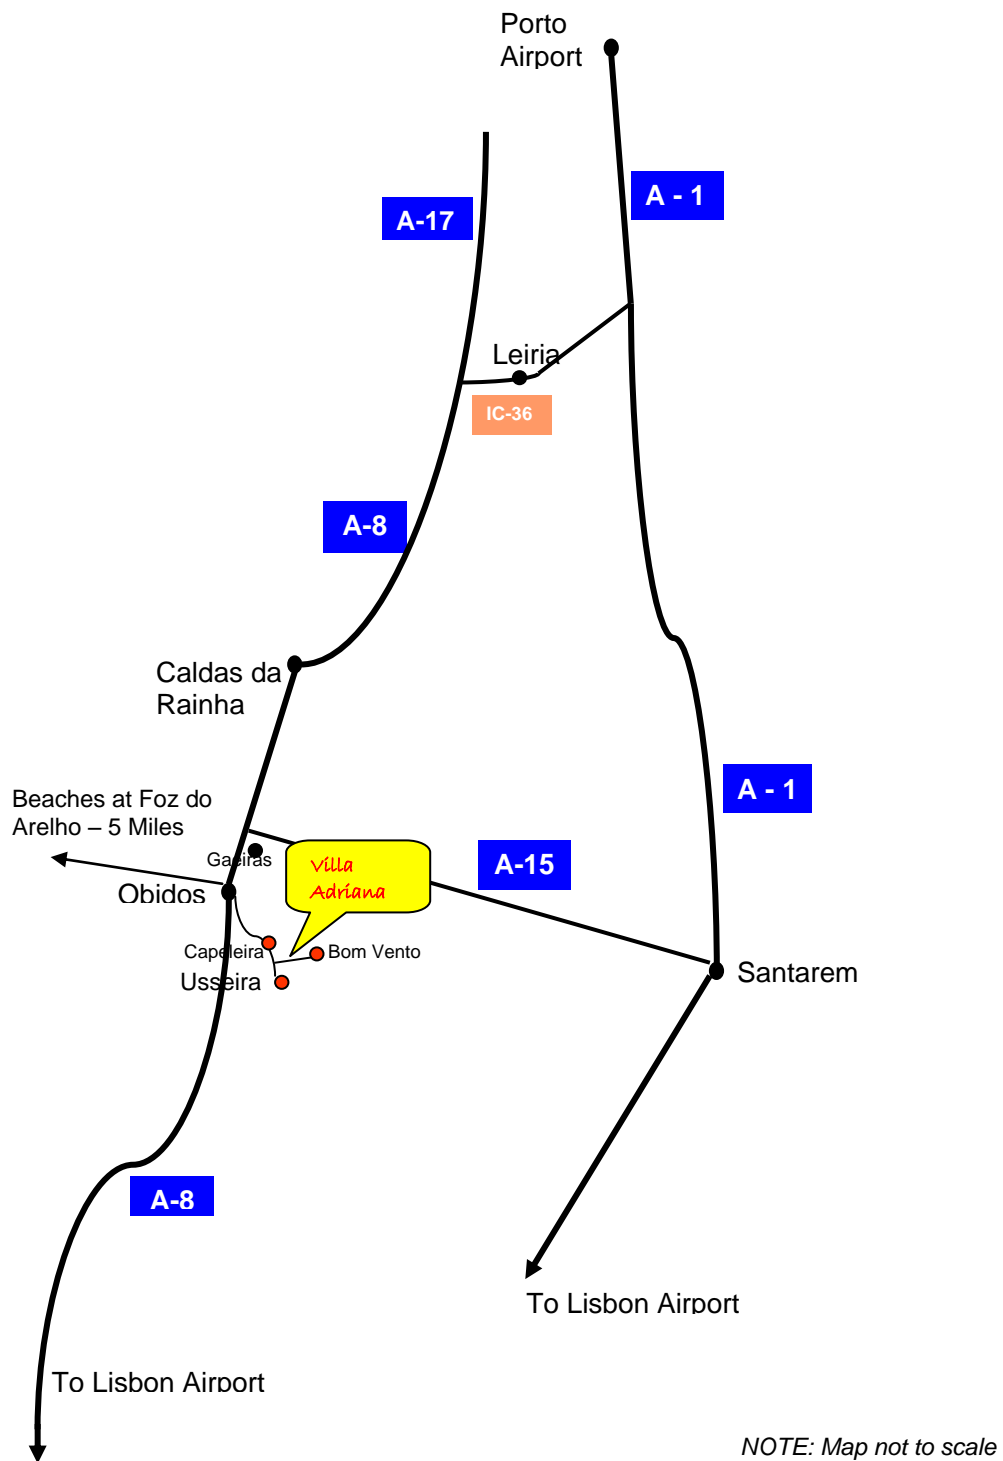 Porto
Airport
A - 1
A-17
Leiria
IC-36
A-8
Caldas da
Rainha
A - 1
Beaches at Foz do
Arelho – 5 Miles
Gaeiras
Villa
Adriana
A-15
Obidos
Capeleira
Bom Vento
Usseira
Santarem
A-8
To Lisbon Airport
To Lisbon Airport
NOTE: Map not to scale